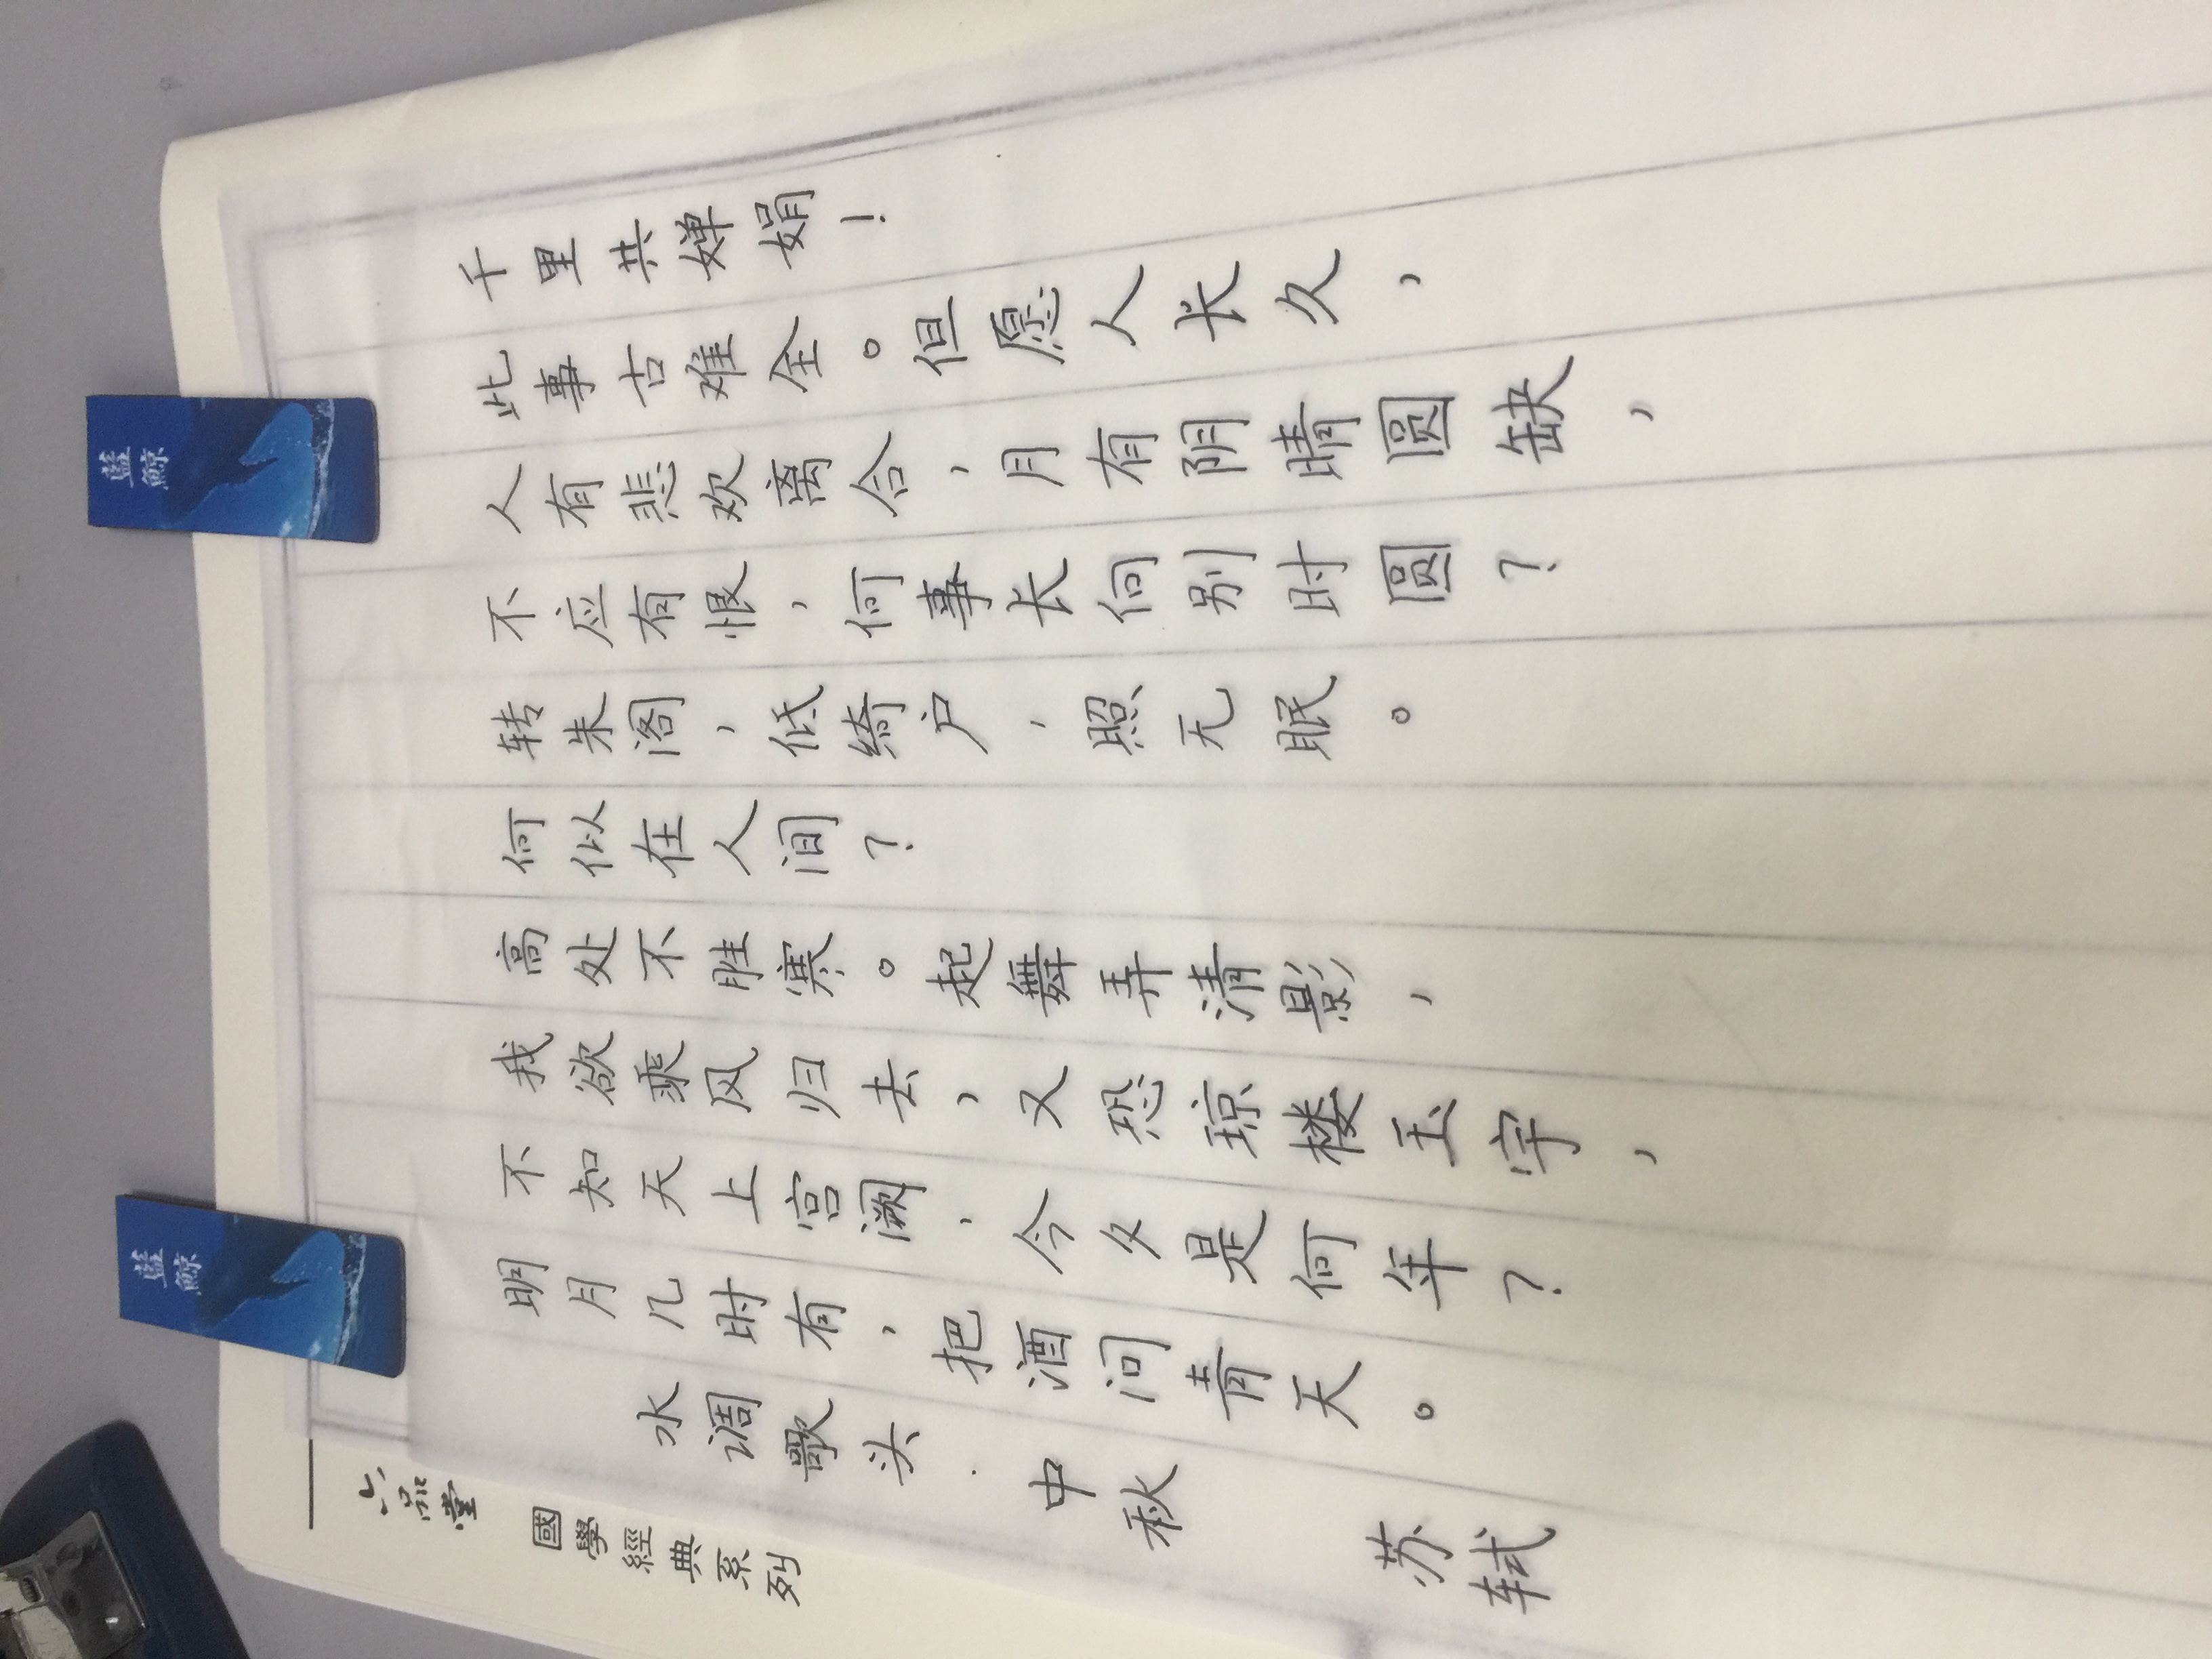 藍鯨
藍鯨
六品堂 國學經典系列
水调歌头·中秋 苏轼
明月几时有，把酒问青天。
不知天上宫阙，今夕是何年？
我欲乘风归去，又恐琼楼玉宇，
高处不胜寒。起舞弄清影，
何似在人间？
转朱阁，低绮户，照无眠。
不应有恨，何事长向别时圆？
人有悲欢离合，月有阴晴圆缺，
此事古难全。但愿人长久，
千里共婵娟！